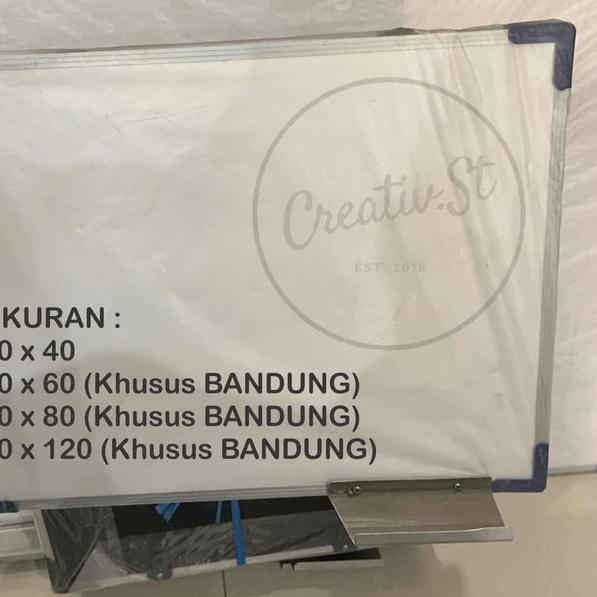 Creativ.St
EST. 2018
KURAN :
0 x 40
0 x 60 (Khusus BANDUNG)
0 x 80 (Khusus BANDUNG)
0 x 120 (Khusus BANDUNG)